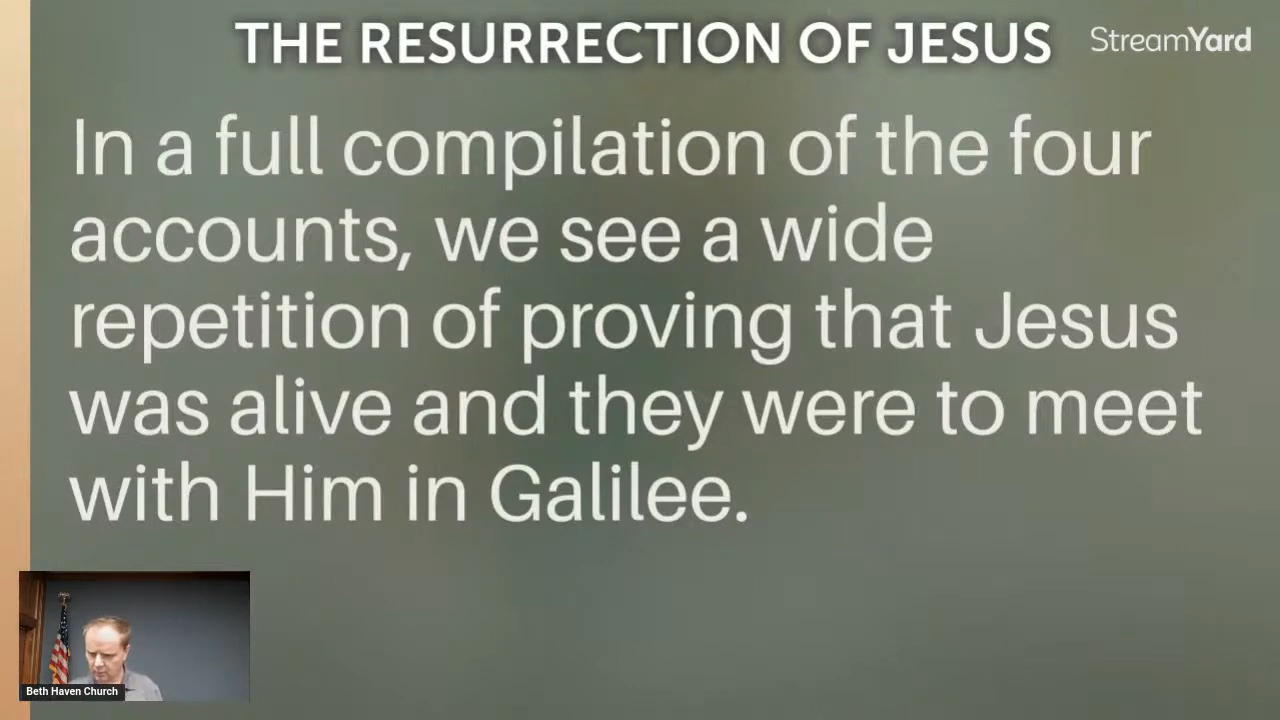 THE RESURRECTION OF JESUS
StreamYard
In a full compilation of the four
accounts, we see a wide
repetition of proving that Jesus
was alive and they were to meet
with Him in Galilee.
Beth Haven Church